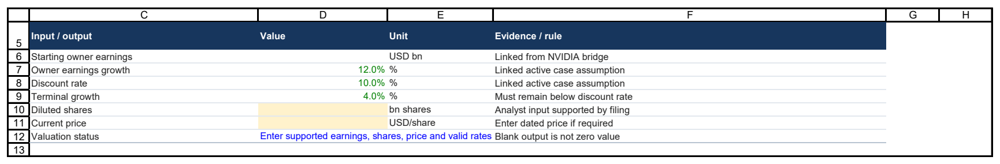 C D E F G H
5 Input / output Value Unit Evidence / rule
6 Starting owner earnings USD bn Linked from NVIDIA bridge
7 Owner earnings growth 12.0% % Linked active case assumption
8 Discount rate 10.0% % Linked active case assumption
9 Terminal growth 4.0% % Must remain below discount rate
10 Diluted shares bn shares Analyst input supported by filing
11 Current price USD/share Enter dated price if required
12 Valuation status Enter supported earnings, shares, price and valid rates Blank output is not zero value
13